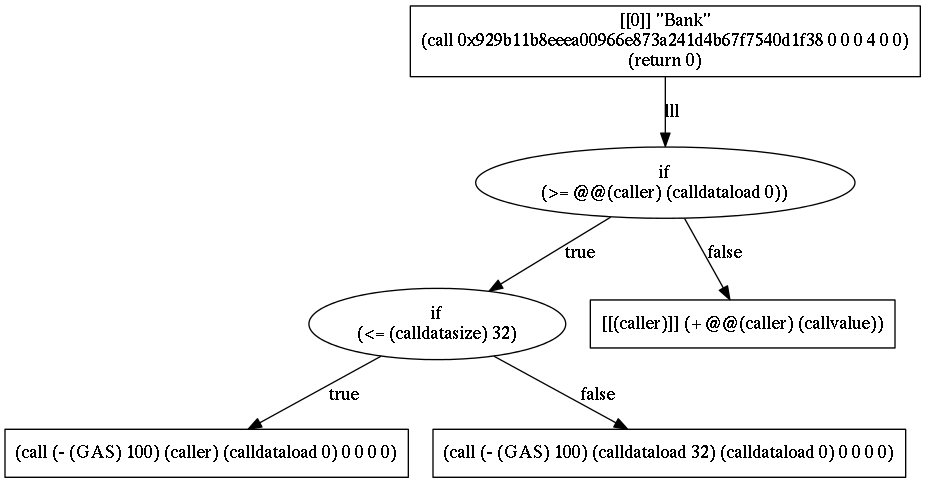 [[0]] "Bank"
(call 0x929b11b8eeea00966e873a241d4b67f7540d1f38 0 0 0 4 0 0)
(return 0)
lll
if
(>= @@(caller) (calldataload 0))
true
false
if
(<= (calldatasize) 32)
[[(caller)]] (+ @@(caller) (callvalue))
true
false
(call (- (GAS) 100) (caller) (calldataload 0) 0 0 0 0)
(call (- (GAS) 100) (calldataload 32) (calldataload 0) 0 0 0 0)